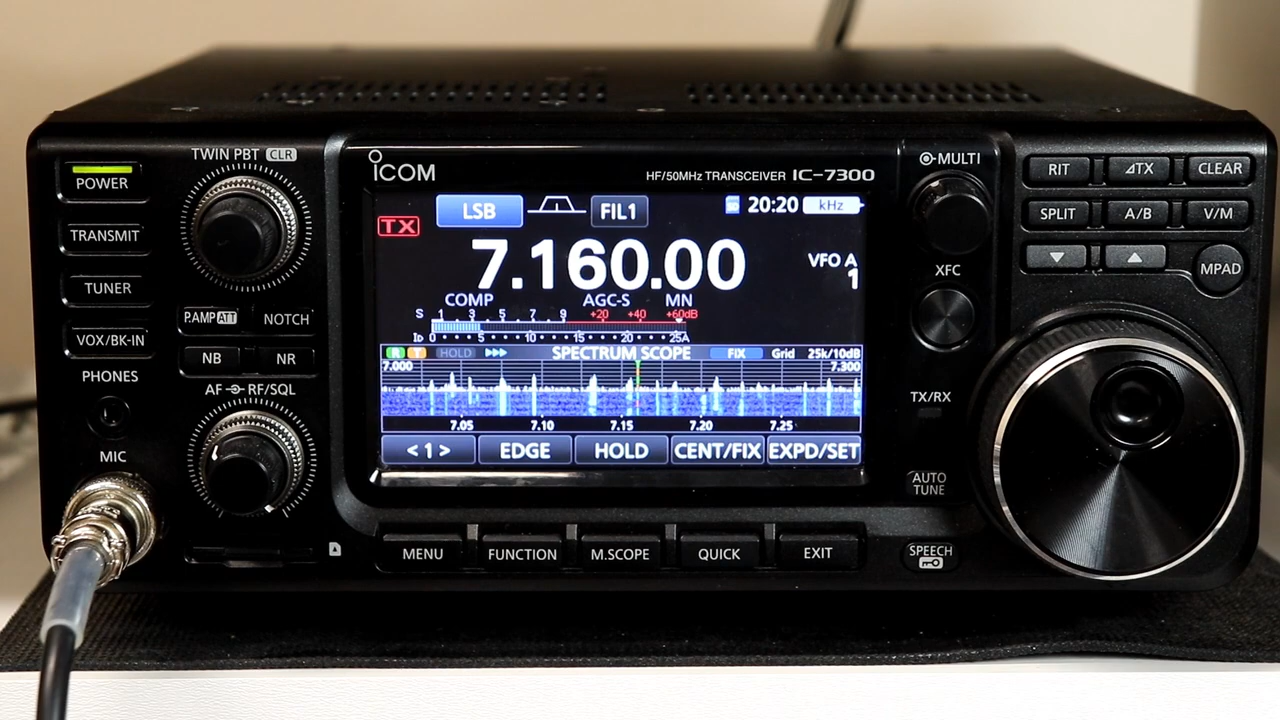 TWIN PBT CLR
POWER
TRANSMIT
TUNER
VOX/BK-IN
PHONES
MIC
P.AMP ATT
NOTCH
NB
NR
AF RF/SQL
ICOM
HF/50MHz TRANSCEIVER IC-7300
TX
LSB
FIL1
20:20
kHz
7.160.00
VFO A
1
COMP AGC-S MN
S 1 3 5 7 9 +20 +40 +60dB
ID 0 5 10 15 20 25A
R T HOLD SPECTRUM SCOPE FIX Grid 25k/10dB
7.000 7.300
7.05 7.10 7.15 7.20 7.25
< 1 > EDGE HOLD CENT/FIX EXPD/SET
MENU FUNCTION M.SCOPE QUICK EXIT
MULTI
XFC
TX/RX
AUTO
TUNE
SPEECH
RIT ⊿TX CLEAR
SPLIT A/B V/M
▼ ▲
MPAD